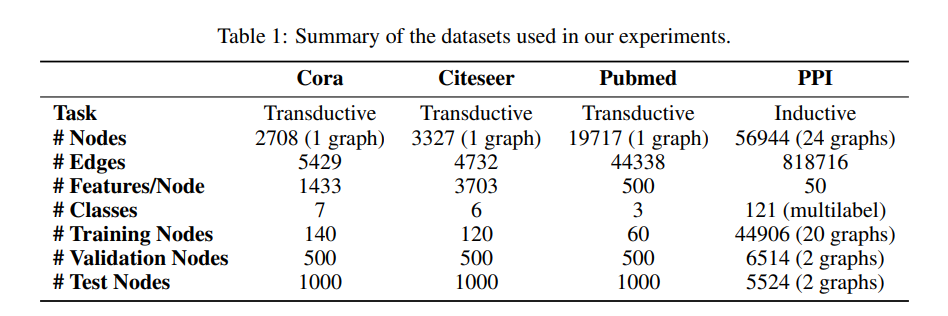 Table 1: Summary of the datasets used in our experiments.
Cora Citeseer Pubmed PPI
Task Transductive Transductive Transductive Inductive
# Nodes 2708 (1 graph) 3327 (1 graph) 19717 (1 graph) 56944 (24 graphs)
# Edges 5429 4732 44338 818716
# Features/Node 1433 3703 500 50
# Classes 7 6 3 121 (multilabel)
# Training Nodes 140 120 60 44906 (20 graphs)
# Validation Nodes 500 500 500 6514 (2 graphs)
# Test Nodes 1000 1000 1000 5524 (2 graphs)